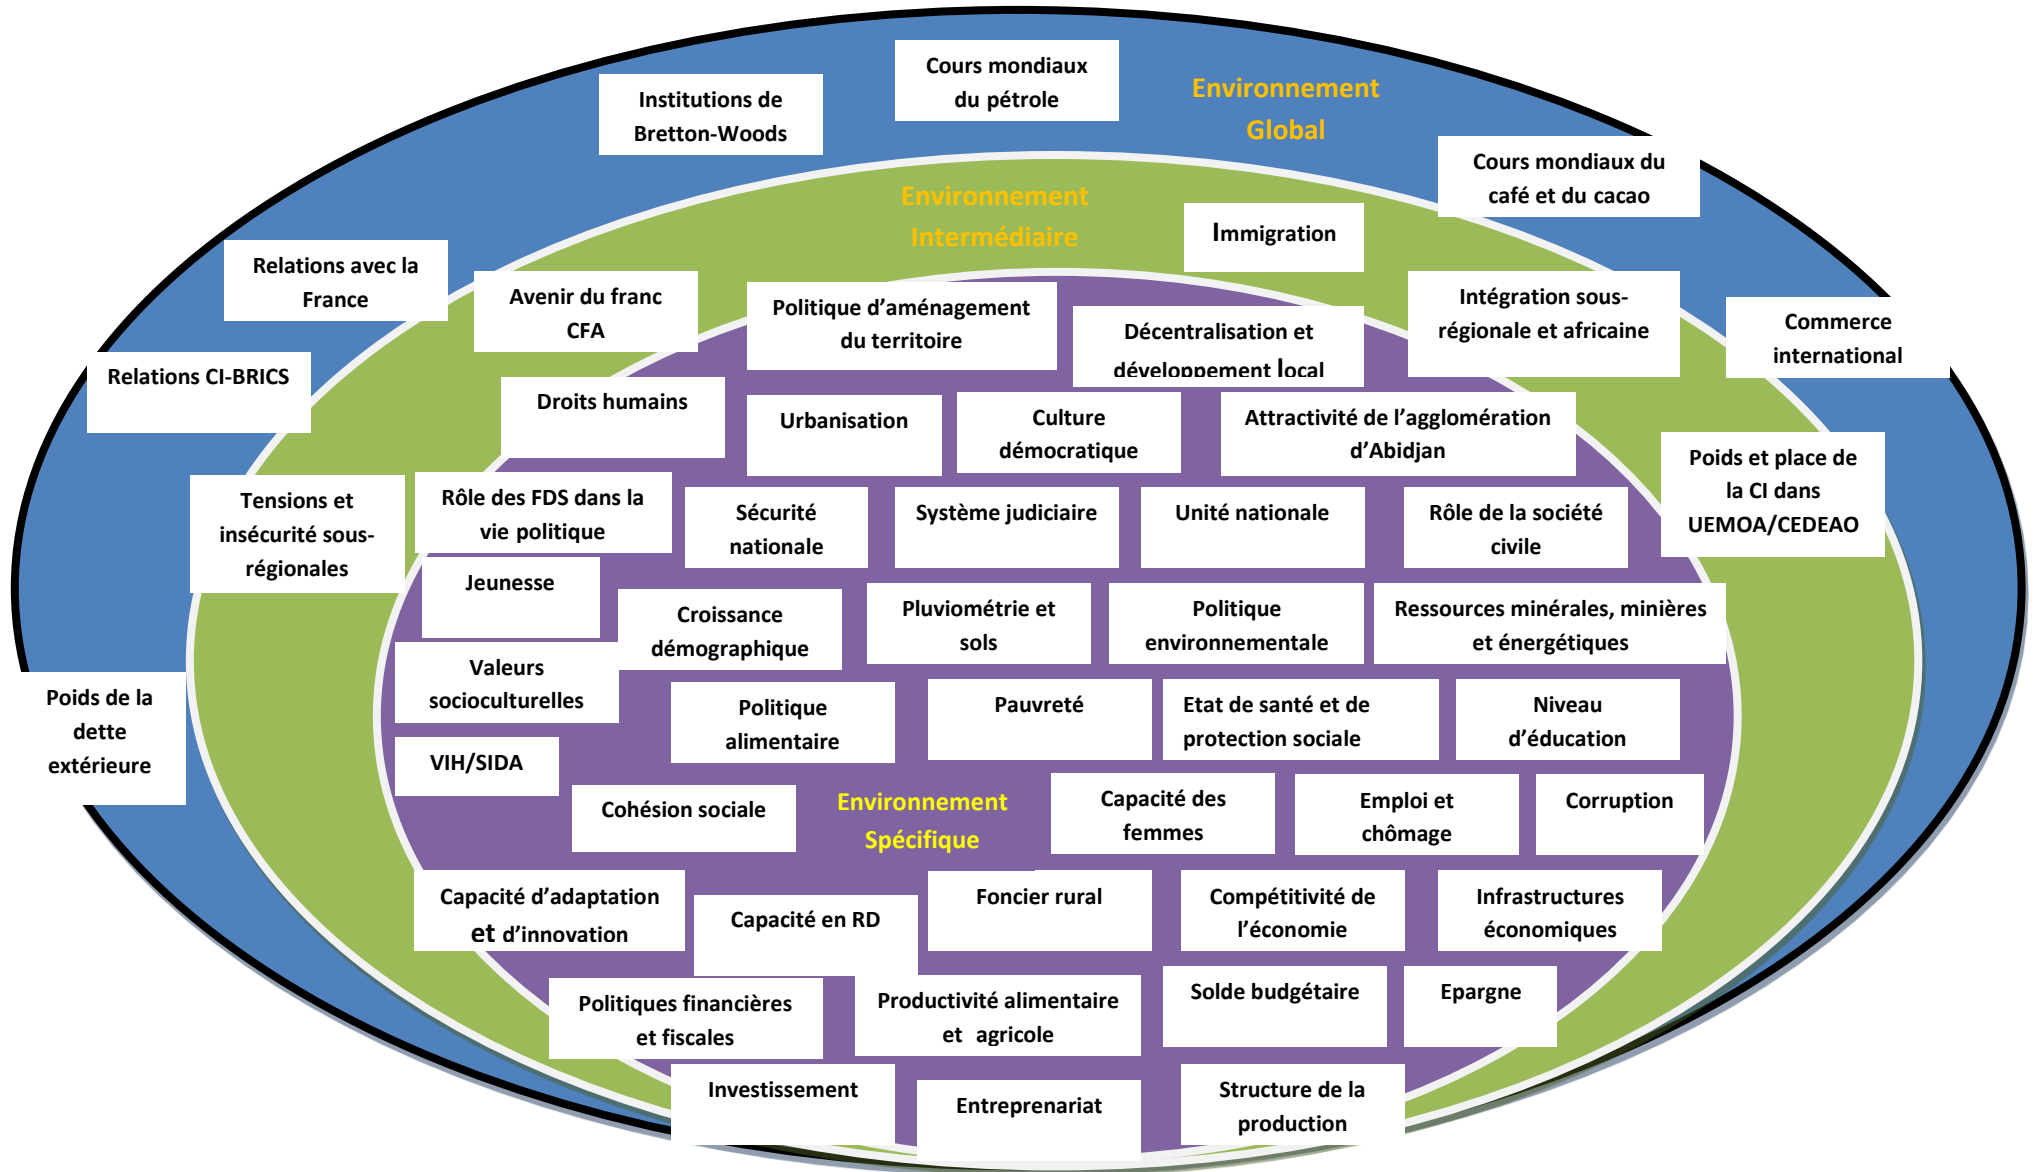 Cours mondiaux
du pétrole
Institutions de
Bretton-Woods
Environnement
Global
Cours mondiaux du
café et du cacao
Environnement
Intermédiaire
Immigration
Relations avec la
France
Avenir du franc
CFA
Politique d’aménagement
du territoire
Décentralisation et
développement local
Intégration sous-
régionale et africaine
Commerce
international
Relations CI-BRICS
Droits humains
Urbanisation
Culture
démocratique
Attractivité de l’agglomération
d’Abidjan
Poids et place de
la CI dans
UEMOA/CEDEAO
Tensions et
insécurité sous-
régionales
Rôle des FDS dans la
vie politique
Sécurité
nationale
Système judiciaire
Unité nationale
Rôle de la société
civile
Jeunesse
Croissance
démographique
Pluviométrie et
sols
Politique
environnementale
Ressources minérales, minières
et énergétiques
Valeurs
socioculturelles
Poids de la
dette
extérieure
Politique
alimentaire
Pauvreté
Etat de santé et de
protection sociale
Niveau
d’éducation
VIH/SIDA
Cohésion sociale
Environnement
Spécifique
Capacité des
femmes
Emploi et
chômage
Corruption
Capacité d’adaptation
et d’innovation
Capacité en RD
Foncier rural
Compétitivité de
l’économie
Infrastructures
économiques
Politiques financières
et fiscales
Productivité alimentaire
et agricole
Solde budgétaire
Epargne
Investissement
Entreprenariat
Structure de la
production